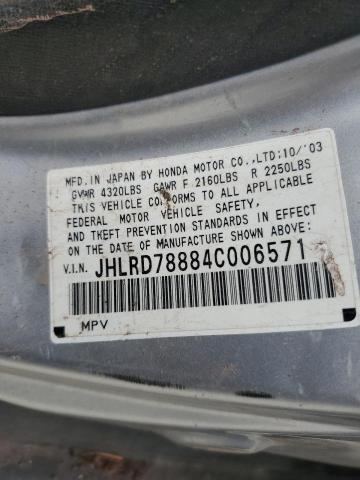 MFD. IN JAPAN BY HONDA MOTOR CO., LTD: 10/'03
GVWR 4320LBS GAWR F 2160LBS R 2250LBS
THIS VEHICLE CONFORMS TO ALL APPLICABLE
FEDERAL MOTOR VEHICLE SAFETY, BUMPER,
AND THEFT PREVENTION STANDARDS IN EFFECT
ON THE DATE OF MANUFACTURE SHOWN ABOVE:
V.I.N. JHLRD78884C006571
MPV